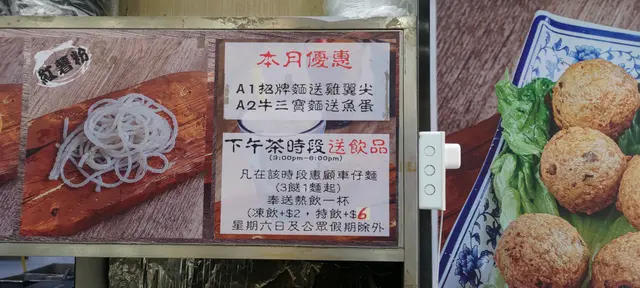 紅薯粉
本月優惠
A1招牌麵送雞翼尖
A2牛三寶麵送魚蛋
下午茶時段送飲品
(3:00pm-6:00pm)
凡在該時段惠顧車仔麵
(3餸1麵起)
奉送熱飲一杯
(凍飲+$2, 特飲+$6
星期六日及公眾假期除外